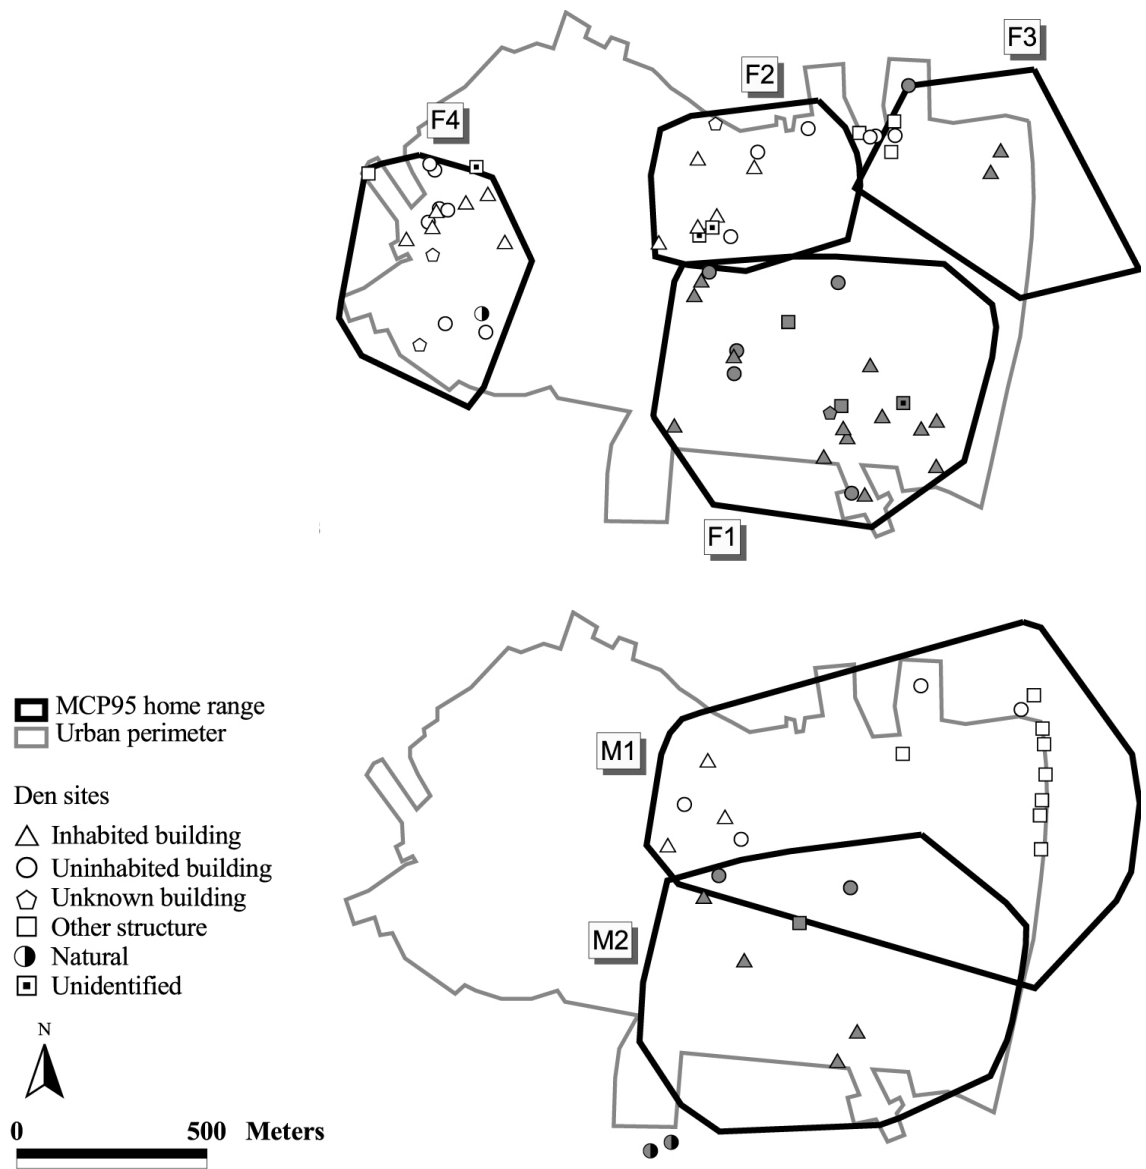 F3
F2
F4
F1
MCP95 home range
Urban perimeter
M1
Den sites
Inhabited building
Uninhabited building
Unknown building
Other structure
M2
Natural
Unidentified
N
0 500 Meters